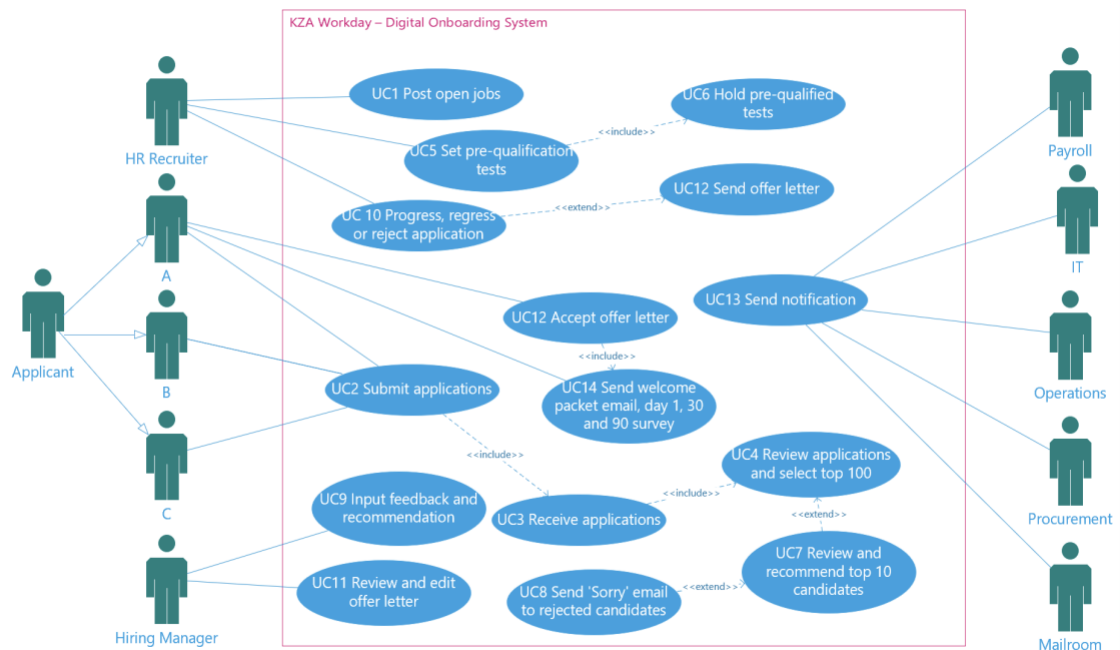 KZA Workday – Digital Onboarding System
HR Recruiter
A
Applicant
B
C
Hiring Manager
UC1 Post open jobs
UC5 Set pre-qualification
tests
<<include>>
UC6 Hold pre-qualified
tests
UC 10 Progress, regress
or reject application
<<extend>>
UC12 Send offer letter
UC13 Send notification
UC12 Accept offer letter
<<include>>
UC14 Send welcome
packet email, day 1, 30
and 90 survey
UC2 Submit applications
<<include>>
UC9 Input feedback and
recommendation
UC3 Receive applications
<<include>>
UC4 Review applications
and select top 100
<<extend>>
UC7 Review and
recommend top 10
candidates
UC11 Review and edit
offer letter
UC8 Send 'Sorry' email
to rejected candidates
<<extend>>
Payroll
IT
Operations
Procurement
Mailroom